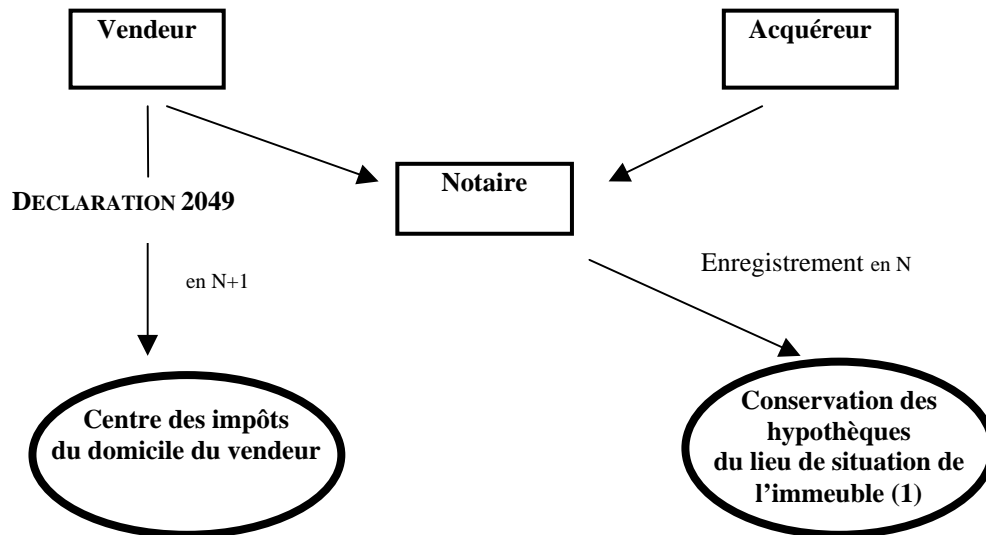 Vendeur
Acquéreur
Notaire
DECLARATION 2049
Enregistrement en N
en N+1
Centre des impôts
du domicile du vendeur
Conservation des
hypothèques
du lieu de situation de
l’immeuble (1)